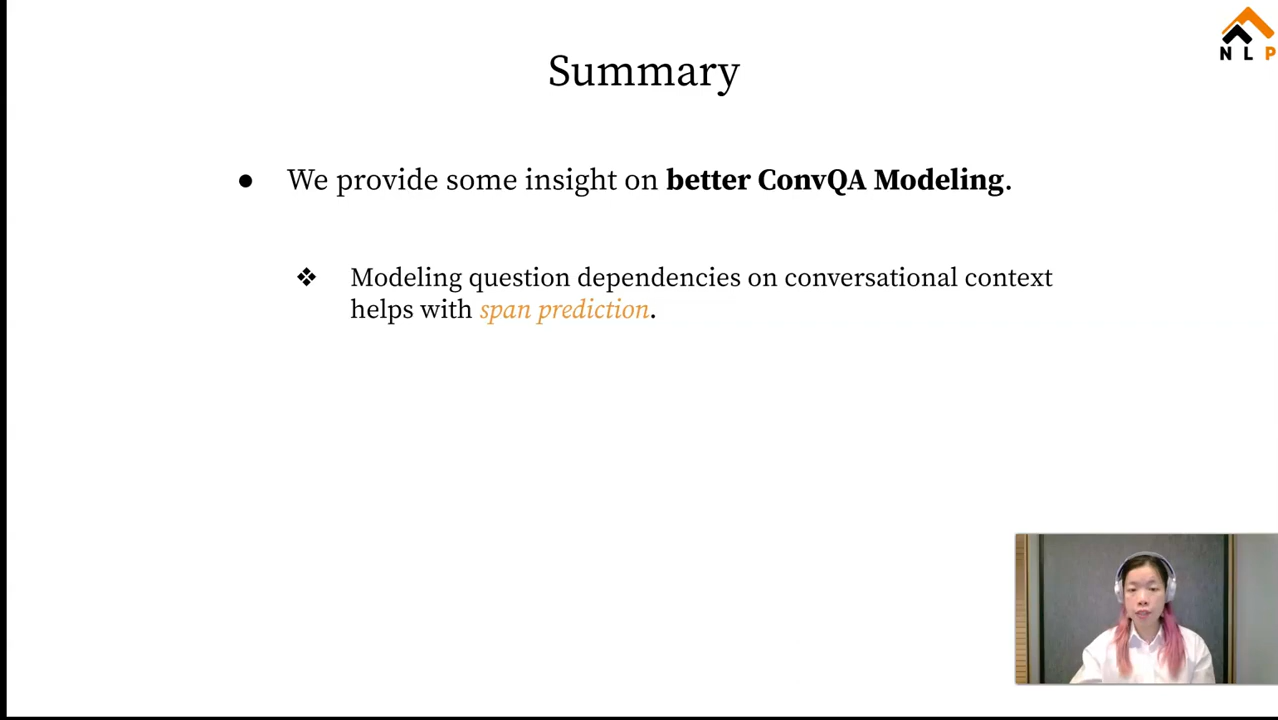 NLP
Summary
● We provide some insight on better ConvQA Modeling.
❖ Modeling question dependencies on conversational context
helps with span prediction.